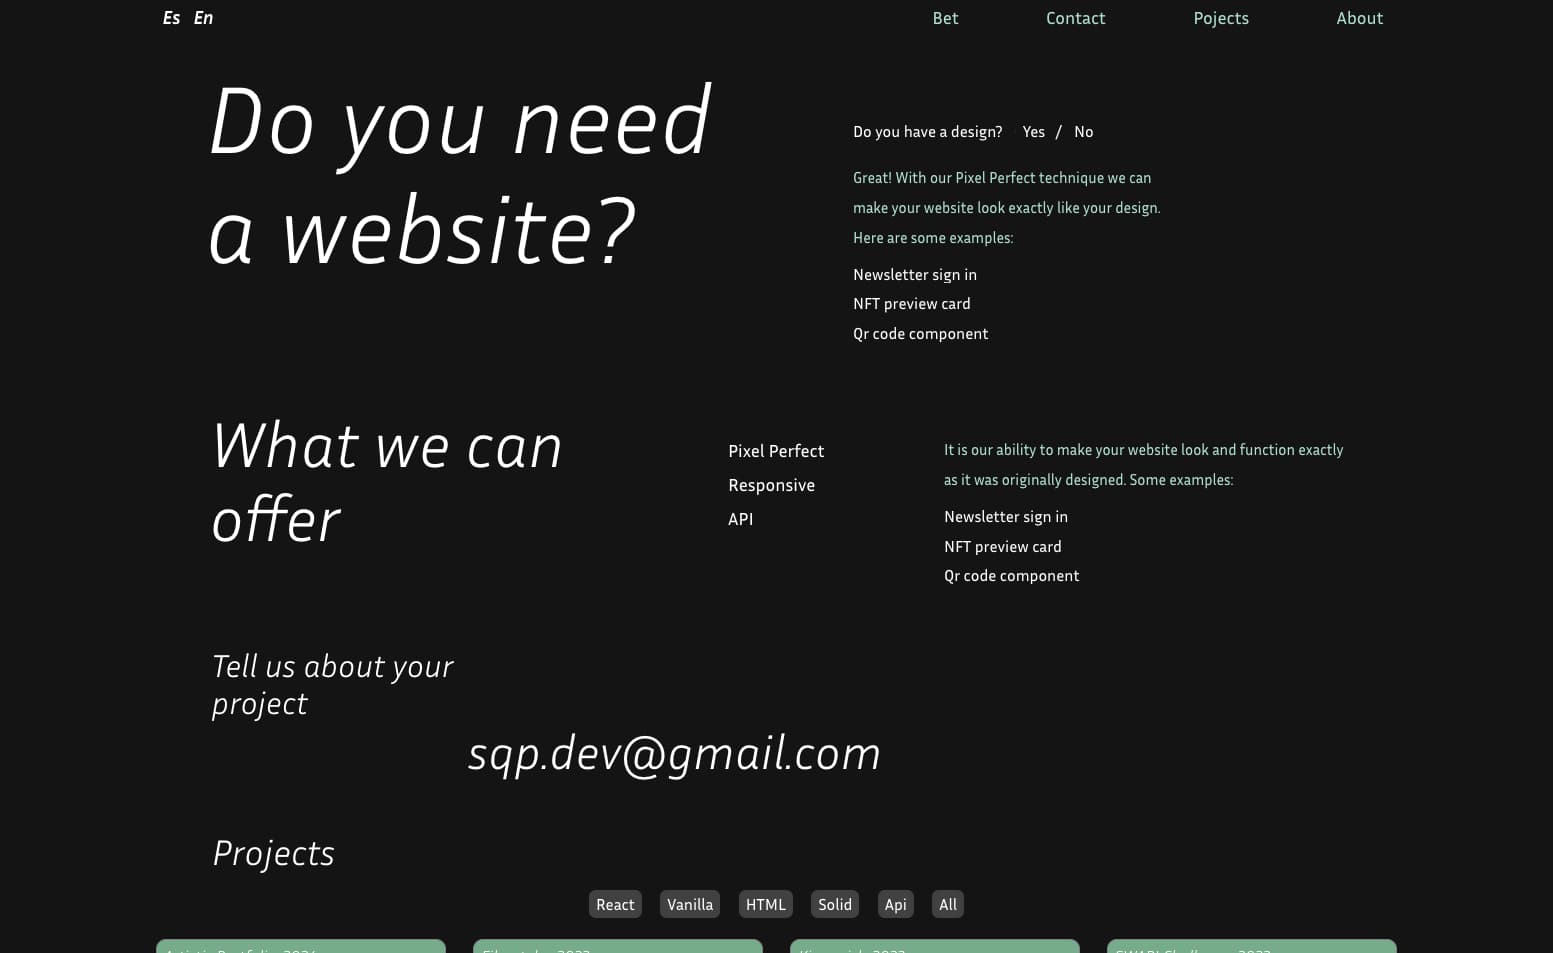 Es En Bet Contact Pojects About
Do you need
a website?
Do you have a design? Yes / No
Great! With our Pixel Perfect technique we can
make your website look exactly like your design.
Here are some examples:
Newsletter sign in
NFT preview card
Qr code component
What we can
offer
Pixel Perfect
Responsive
API
It is our ability to make your website look and function exactly
as it was originally designed. Some examples:
Newsletter sign in
NFT preview card
Qr code component
Tell us about your
project
sqp.dev@gmail.com
Projects
React Vanilla HTML Solid Api All